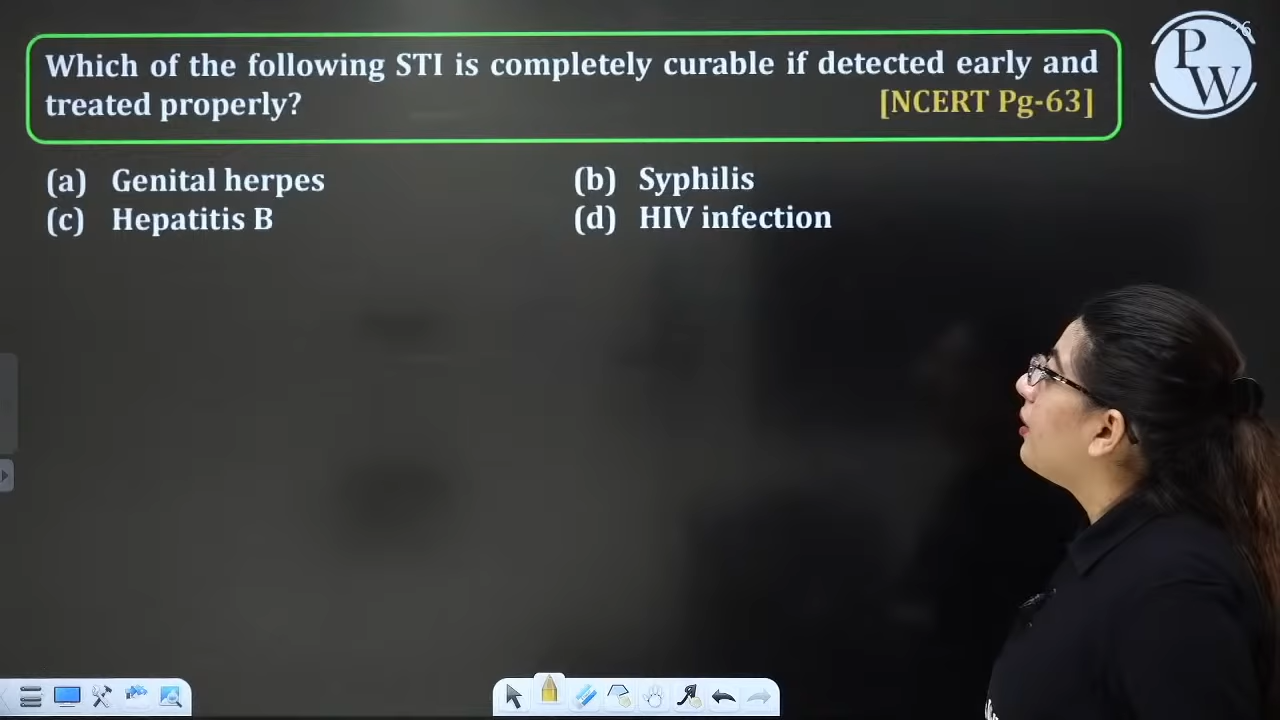 Which of the following STI is completely curable if detected early and
treated properly? [NCERT Pg-63]
(a) Genital herpes (b) Syphilis
(c) Hepatitis B (d) HIV infection
PW